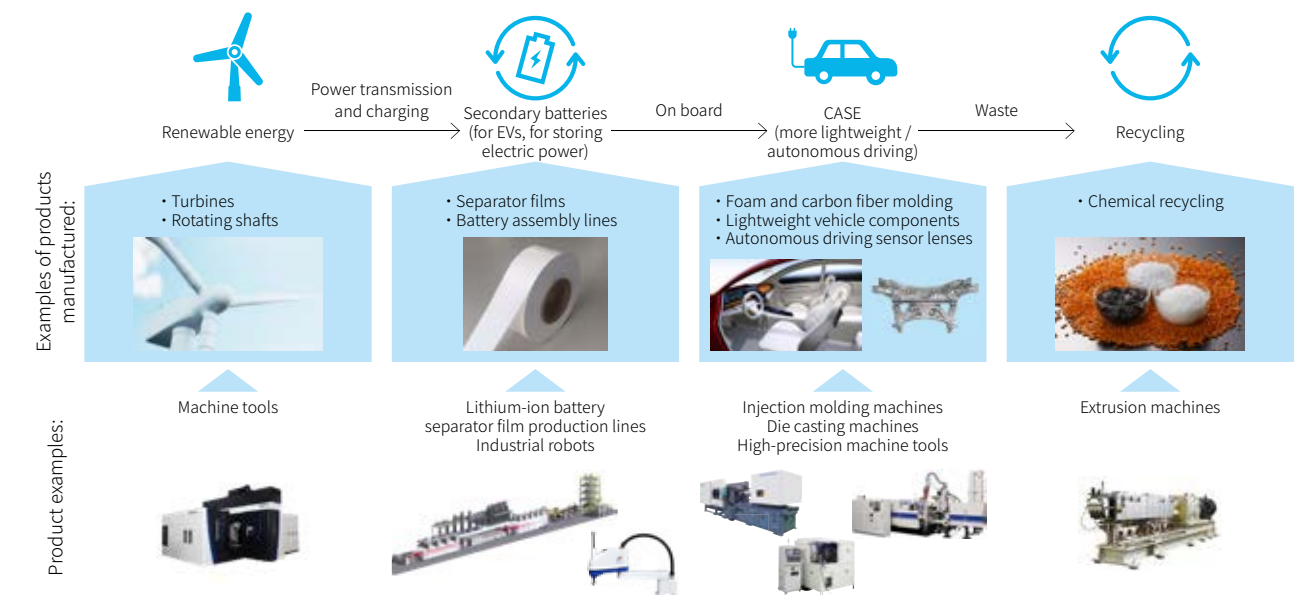 Renewable energy
Power transmission
and charging
Secondary batteries
(for EVs, for storing
electric power)
On board
CASE
(more lightweight /
autonomous driving)
Waste
Recycling
Examples of products
manufactured:
・Turbines
・Rotating shafts
・Separator films
・Battery assembly lines
・Foam and carbon fiber molding
・Lightweight vehicle components
・Autonomous driving sensor lenses
・Chemical recycling
Product examples:
Machine tools
Lithium-ion battery
separator film production lines
Industrial robots
Injection molding machines
Die casting machines
High-precision machine tools
Extrusion machines